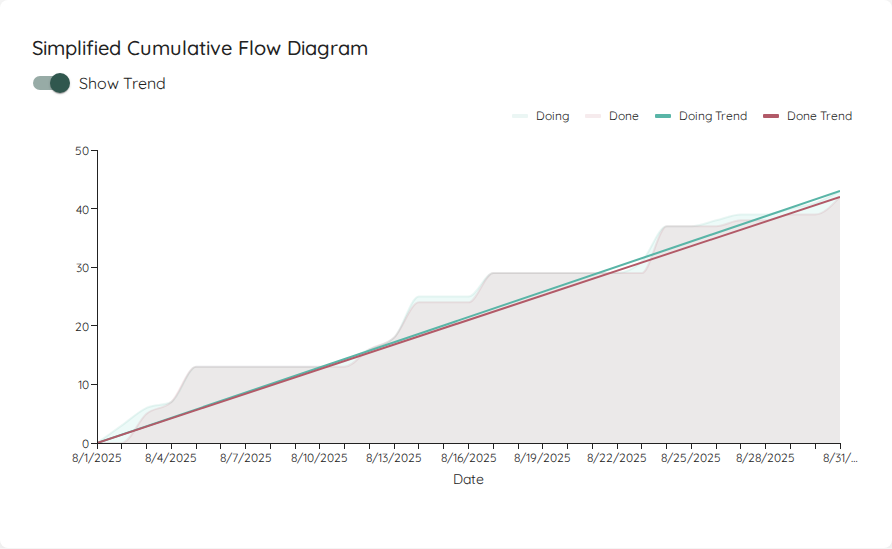 Simplified Cumulative Flow Diagram
Show Trend
Doing Done Doing Trend Done Trend
50
40
30
20
10
0
8/1/2025 8/4/2025 8/7/2025 8/10/2025 8/13/2025 8/16/2025 8/19/2025 8/22/2025 8/25/2025 8/28/2025 8/31/...
Date